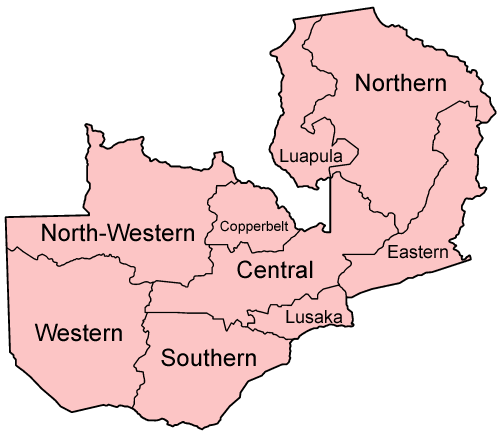 Northern
Luapula
Copperbelt
North-Western
Eastern
Central
Lusaka
Western
Southern